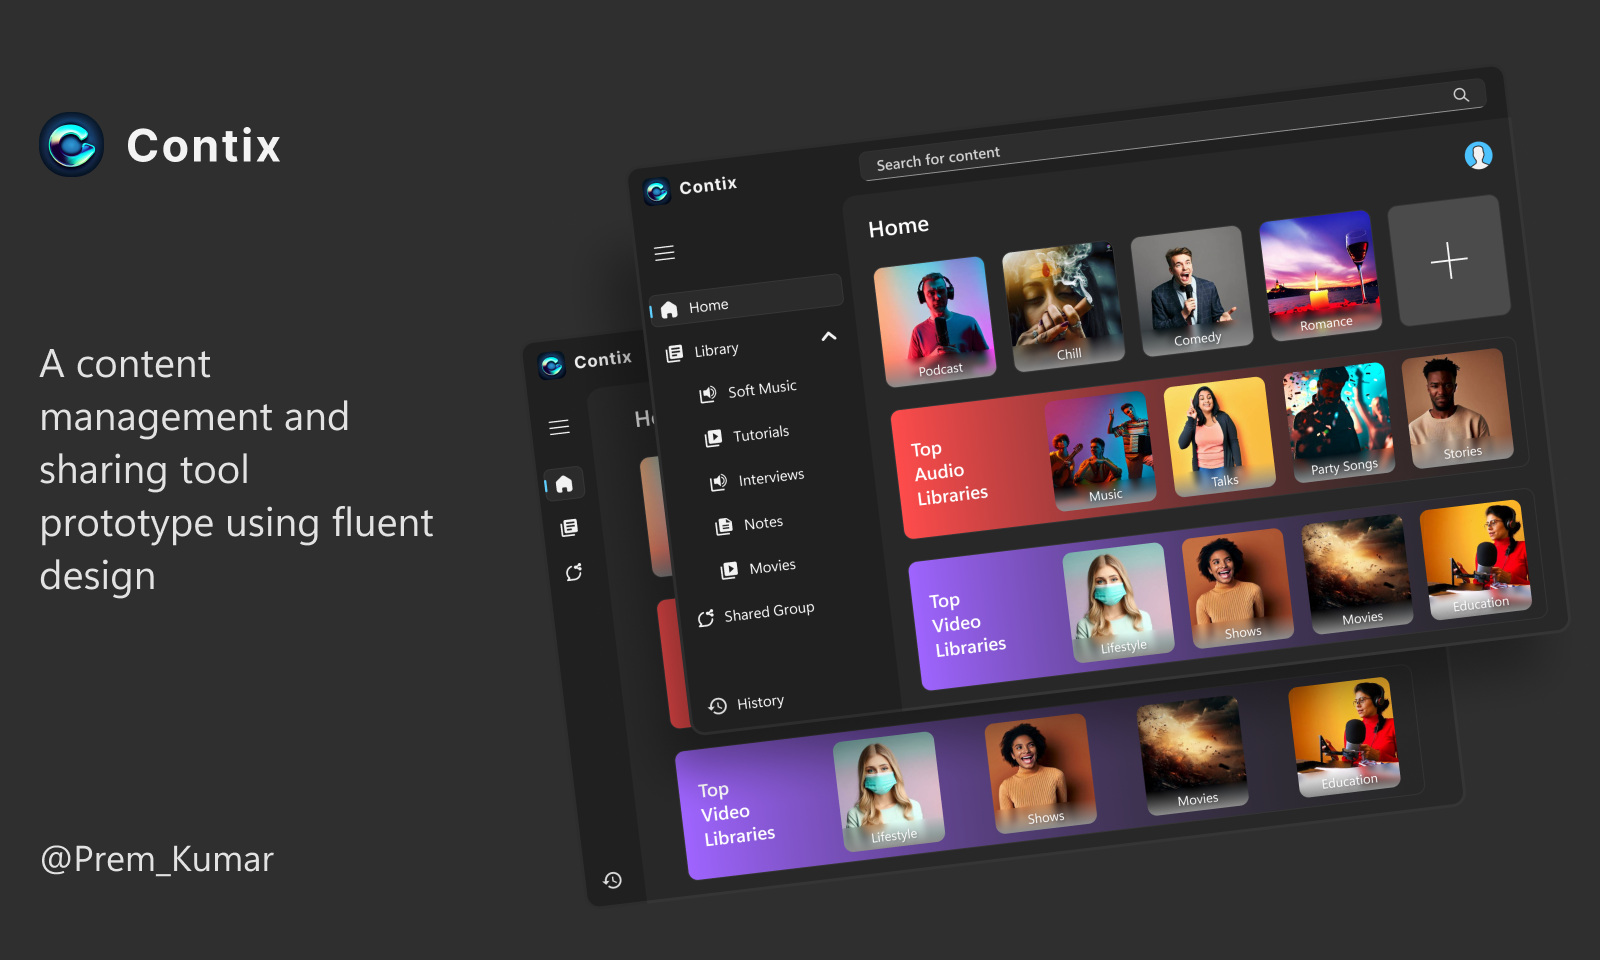 Contix
A content
management and
sharing tool
prototype using fluent
design
@Prem_Kumar
Contix
Search for content
Home
Home
Library
Soft Music
Tutorials
Interviews
Notes
Movies
Shared Group
History
Podcast
Chill
Comedy
Romance
Top
Audio
Libraries
Music
Talks
Party Songs
Stories
Top
Video
Libraries
Lifestyle
Shows
Movies
Education
Contix
Top
Video
Libraries
Lifestyle
Shows
Movies
Education